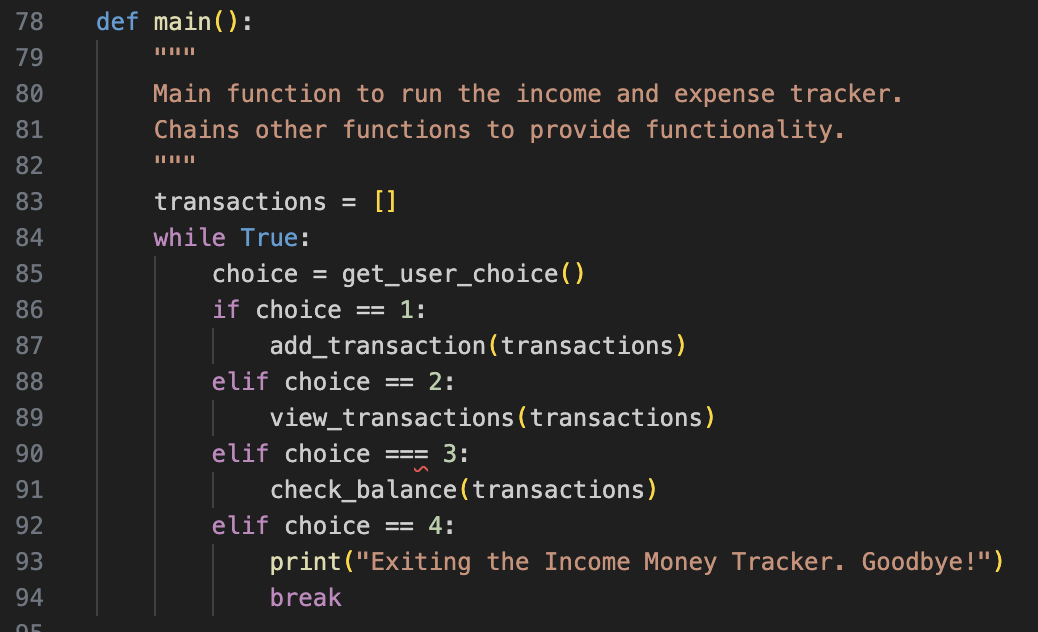 78 def main():
79 """
80 Main function to run the income and expense tracker.
81 Chains other functions to provide functionality.
82 """
83 transactions = []
84 while True:
85 choice = get_user_choice()
86 if choice == 1:
87 add_transaction(transactions)
88 elif choice == 2:
89 view_transactions(transactions)
90 elif choice === 3:
91 check_balance(transactions)
92 elif choice == 4:
93 print("Exiting the Income Money Tracker. Goodbye!")
94 break
95